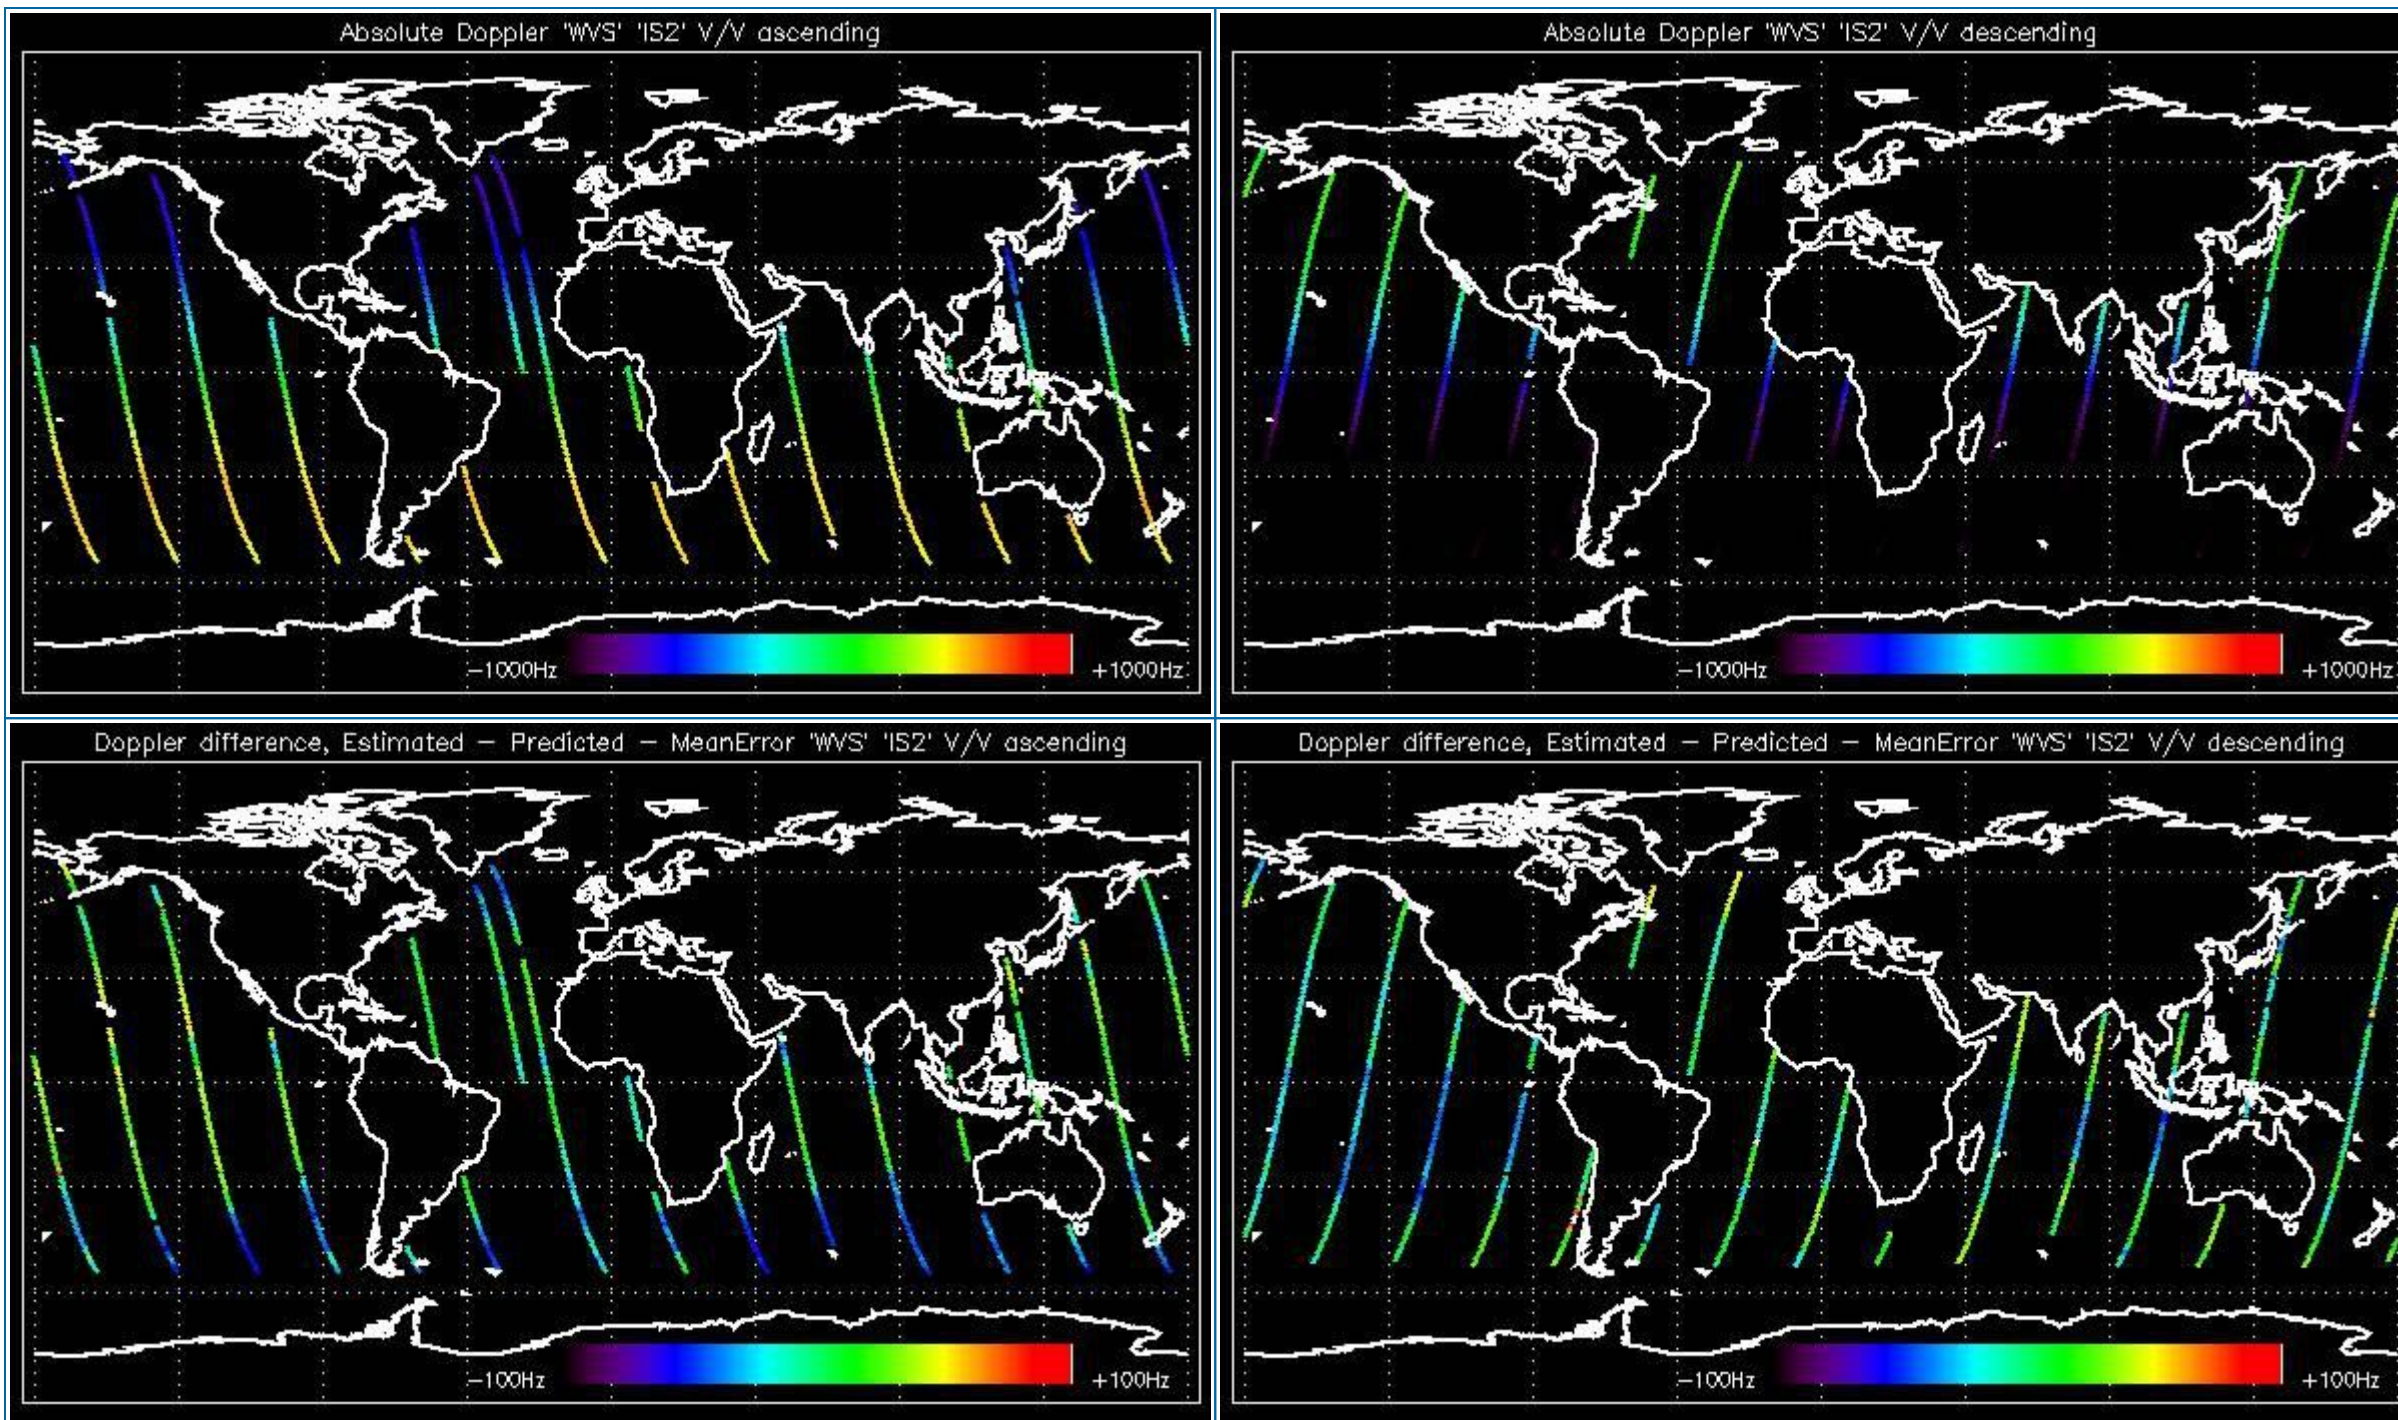 Absolute Doppler 'WVS' 'IS2' V/V ascending
-1000Hz
+1000Hz
Absolute Doppler 'WVS' 'IS2' V/V descending
-1000Hz
+1000Hz
Doppler difference, Estimated - Predicted - MeanError 'WVS' 'IS2' V/V ascending
-100Hz
+100Hz
Doppler difference, Estimated - Predicted - MeanError 'WVS' 'IS2' V/V descending
-100Hz
+100Hz